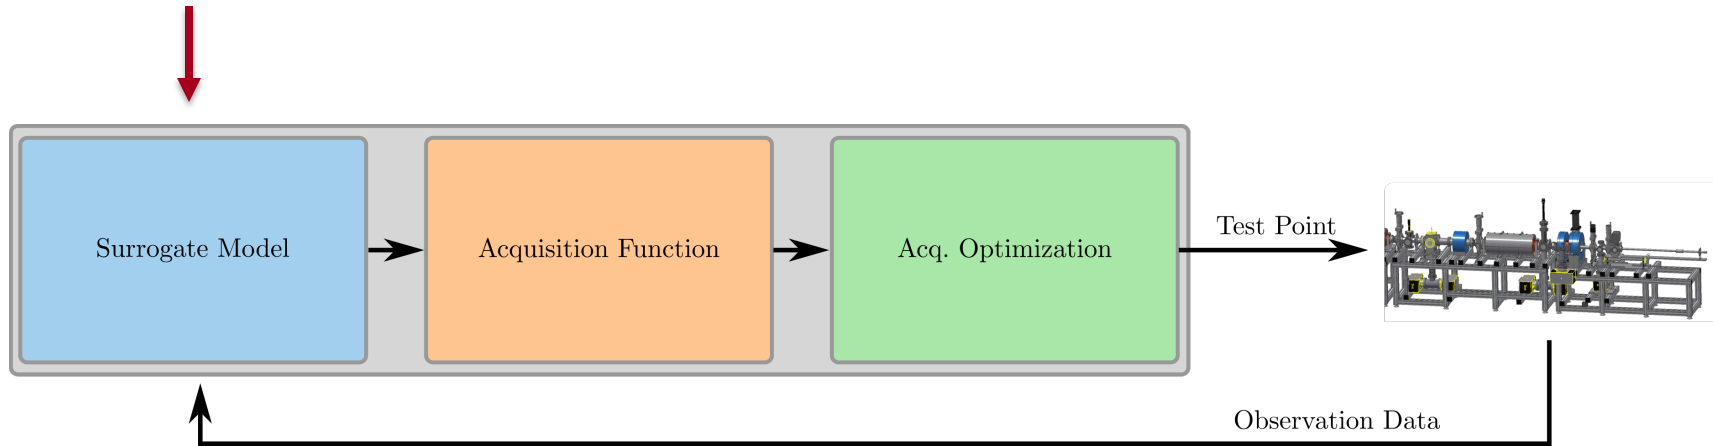 Surrogate Model
Acquisition Function
Acq. Optimization
Test Point
Observation Data